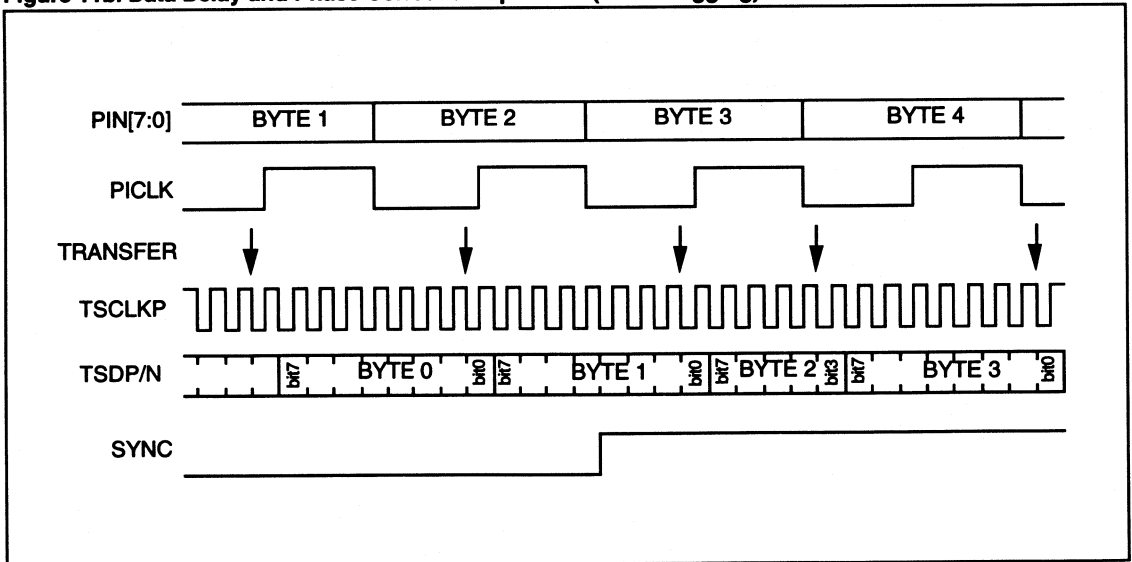 PIN[7:0] BYTE 1 BYTE 2 BYTE 3 BYTE 4
PICLK
TRANSFER
TSCLKP
TSDP/N bit7 BYTE 0 bit0 bit7 BYTE 1 bit0 bit7 BYTE 2 bit3 bit7 BYTE 3 bit0
SYNC